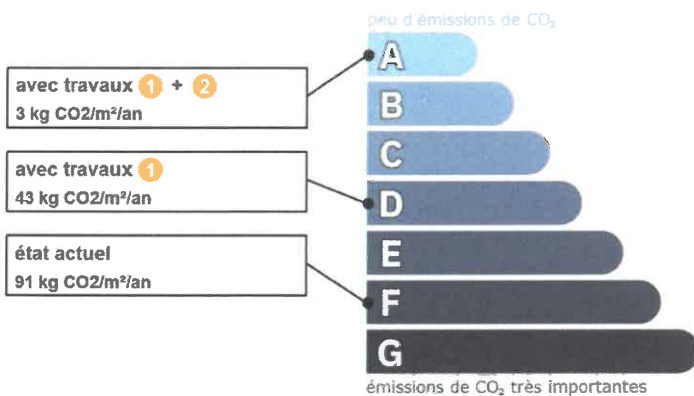 peu d'émissions de CO₂
A
avec travaux 1 + 2
3 kg CO2/m²/an
B
C
avec travaux 1
43 kg CO2/m²/an
D
état actuel
91 kg CO2/m²/an
E
F
G
émissions de CO₂ très importantes